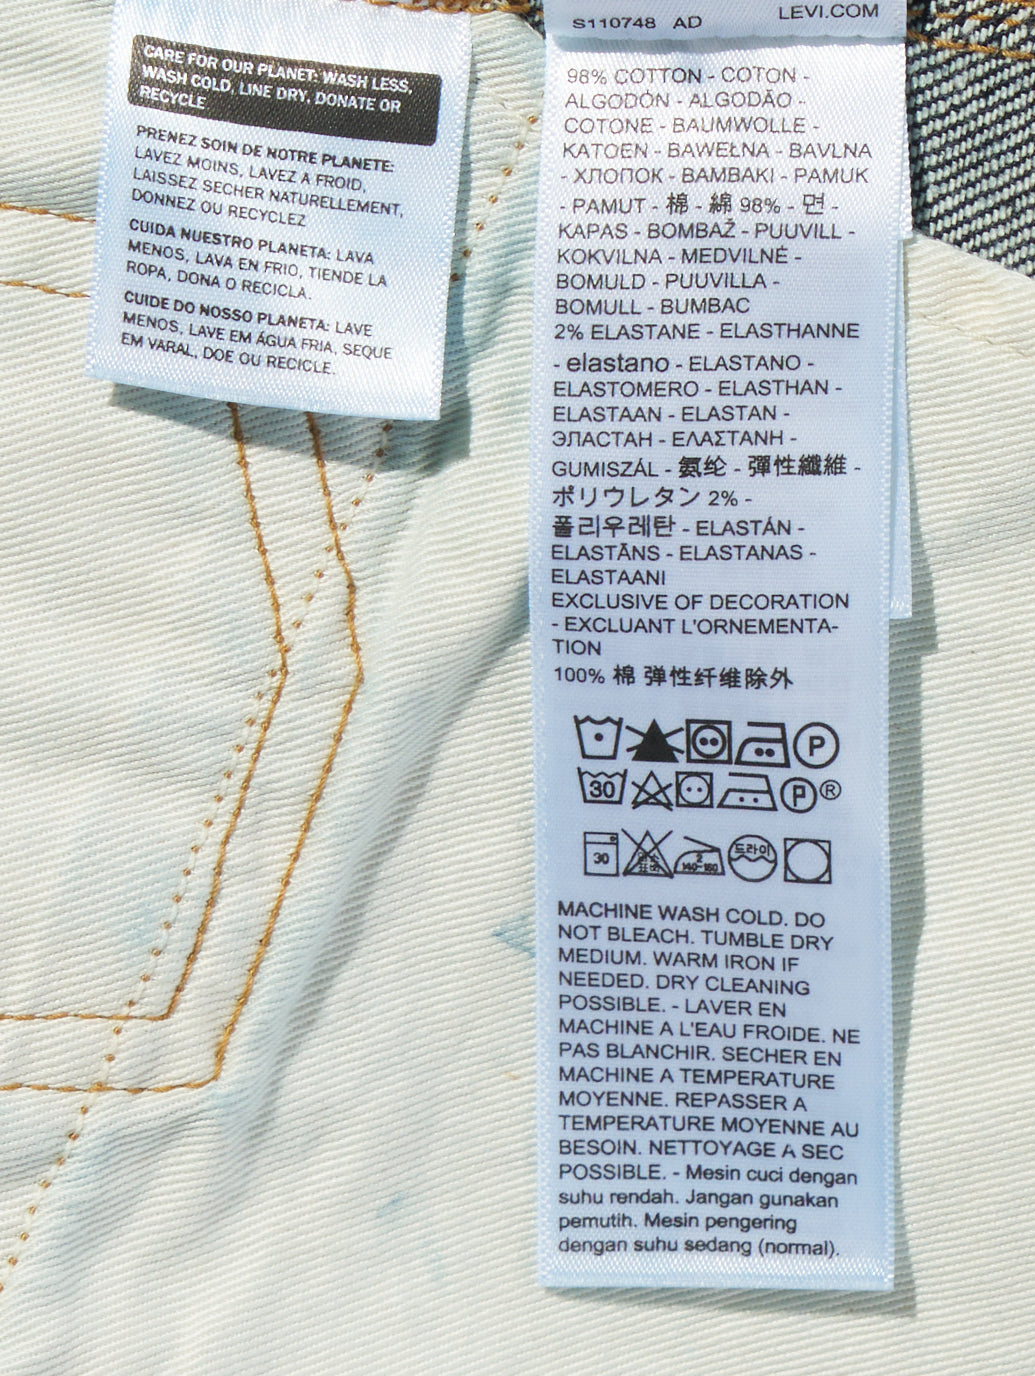 CARE FOR OUR PLANET: WASH LESS,
WASH COLD, LINE DRY, DONATE OR
RECYCLE
PRENEZ SOIN DE NOTRE PLANETE:
LAVEZ MOINS, LAVEZ A FROID,
LAISSEZ SECHER NATURELLEMENT,
DONNEZ OU RECYCLEZ
CUIDA NUESTRO PLANETA: LAVA
MENOS, LAVA EN FRIO, TIENDE LA
ROPA, DONA O RECICLA.
CUIDE DO NOSSO PLANETA: LAVE
MENOS, LAVE EM ÁGUA FRIA, SEQUE
EM VARAL, DOE OU RECICLE.
S110748 AD LEVI.COM
98% COTTON - COTON -
ALGODÓN - ALGODÃO -
COTONE - BAUMWOLLE -
KATOEN - BAWEŁNA - BAVLNA
- ХЛОПОК - BAMBAKI - PAMUK
- PAMUT - 棉 - 綿 98% - 면 -
KAPAS - BOMBAŽ - PUUVILL -
KOKVILNA - MEDVILNĖ -
BOMULD - PUUVILLA -
BOMULL - BUMBAC
2% ELASTANE - ELASTHANNE
- elastano - ELASTANO -
ELASTOMERO - ELASTHAN -
ELASTAAN - ELASTAN -
ЭЛАСТАН - ΕΛΑΣΤΑΝΗ -
GUMISZÁL - 氨纶 - 彈性纖維 -
ポリウレタン 2% -
폴리우레탄 - ELASTÁN -
ELASTĀNS - ELASTANAS -
ELASTAANI
EXCLUSIVE OF DECORATION
- EXCLUANT L'ORNEMENTA-
TION
100% 棉 弹性纤维除外
P
30 P ®
30 2 140~160 드라이
MACHINE WASH COLD. DO
NOT BLEACH. TUMBLE DRY
MEDIUM. WARM IRON IF
NEEDED. DRY CLEANING
POSSIBLE. - LAVER EN
MACHINE A L'EAU FROIDE. NE
PAS BLANCHIR. SECHER EN
MACHINE A TEMPERATURE
MOYENNE. REPASSER A
TEMPERATURE MOYENNE AU
BESOIN. NETTOYAGE A SEC
POSSIBLE. - Mesin cuci dengan
suhu rendah. Jangan gunakan
pemutih. Mesin pengering
dengan suhu sedang (normal).